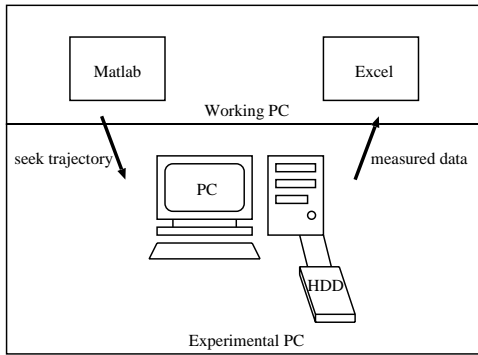 Matlab
Excel
Working PC
seek trajectory
measured data
PC
HDD
Experimental PC